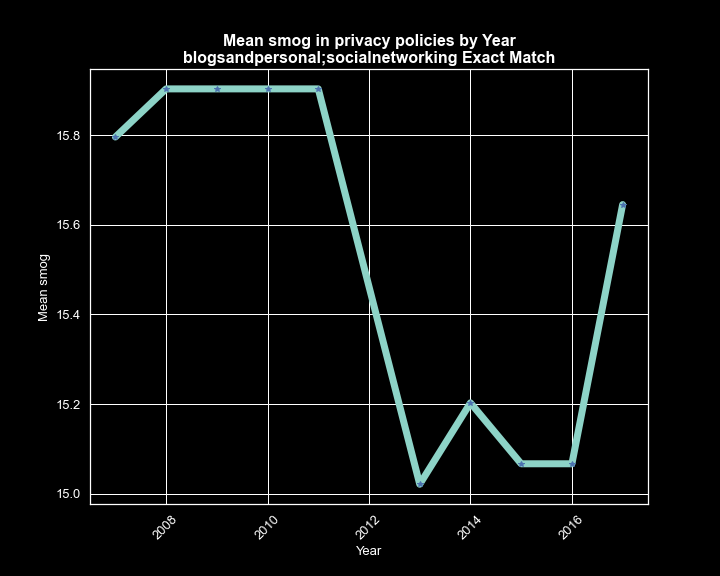 Mean smog in privacy policies by Year
blogsandpersonal;socialnetworking Exact Match
15.8
15.6
15.4
15.2
15.0
Mean smog
2008
2010
2012
2014
2016
Year